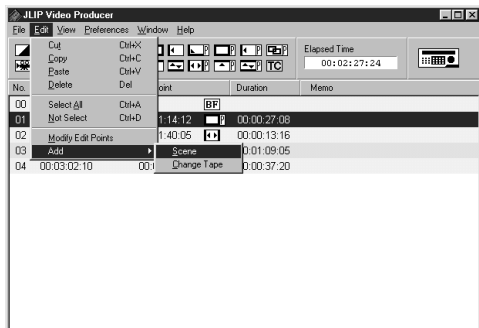 JLIP Video Producer
File Edit View Preferences Window Help
Cut Ctrl+X
Copy Ctrl+C
Paste Ctrl+V
Delete Del
Select All Ctrl+A
Not Select Ctrl+D
Modify Edit Points
Add
Scene
Change Tape
P P P P
P P P TC
Elapsed Time
00:02:27:24
No. oint Duration Memo
00 BF
01 1:14:12 P 00:00:27:08
02 1:40:05 00:00:13:16
03 0:01:09:05
04 00:03:02:10 00: 0:00:37:20